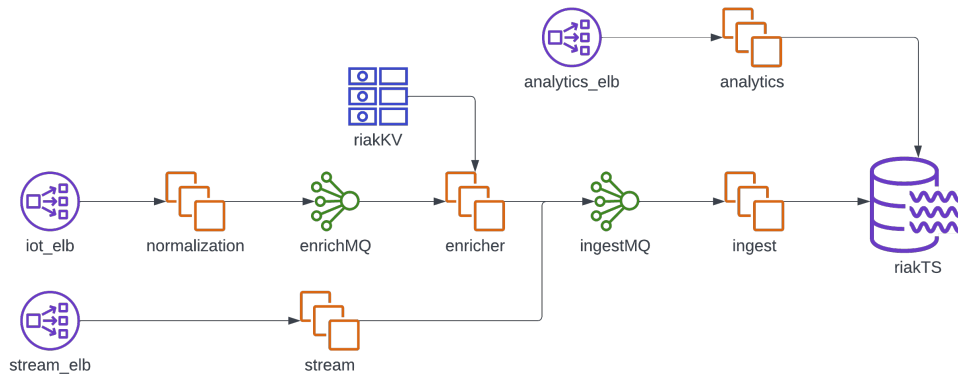 analytics_elb
analytics
riakKV
iot_elb
normalization
enrichMQ
enricher
ingestMQ
ingest
riakTS
stream_elb
stream